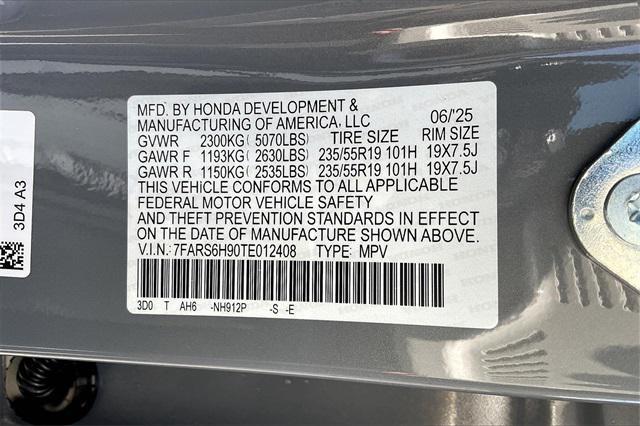 MFD. BY HONDA DEVELOPMENT &
MANUFACTURING OF AMERICA, LLC 06/'25
GVWR 2300KG( 5070LBS) TIRE SIZE RIM SIZE
GAWR F 1193KG( 2630LBS) 235/55R19 101H 19X7.5J
GAWR R 1150KG( 2535LBS) 235/55R19 101H 19X7.5J
THIS VEHICLE CONFORMS TO ALL APPLICABLE
FEDERAL MOTOR VEHICLE SAFETY
AND THEFT PREVENTION STANDARDS IN EFFECT
ON THE DATE OF MANUFACTURE SHOWN ABOVE.
V.I.N.: 7FARS6H90TE012408 TYPE: MPV
3D0 T AH6 -NH912P -S -E
3D4 A3